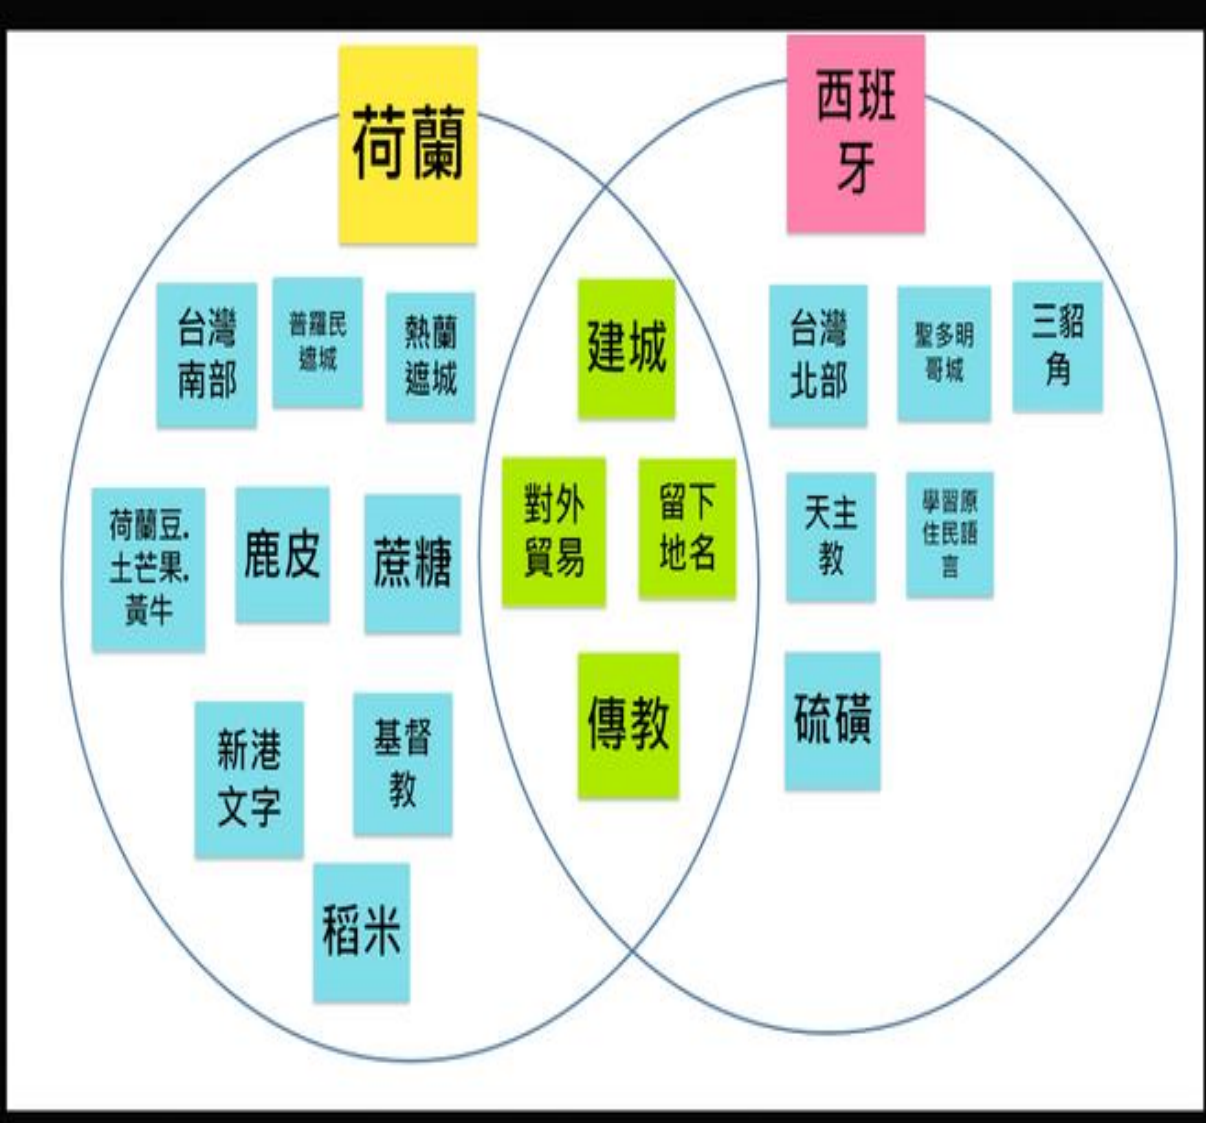 荷蘭
西班
牙
台灣
南部
普羅民
遮城
熱蘭
遮城
建城
台灣
北部
聖多明
哥城
三貂
角
荷蘭豆.
土芒果.
黃牛
鹿皮
蔗糖
對外
貿易
留下
地名
天主
教
學習原
住民語
言
新港
文字
基督
教
傳教
硫磺
稻米